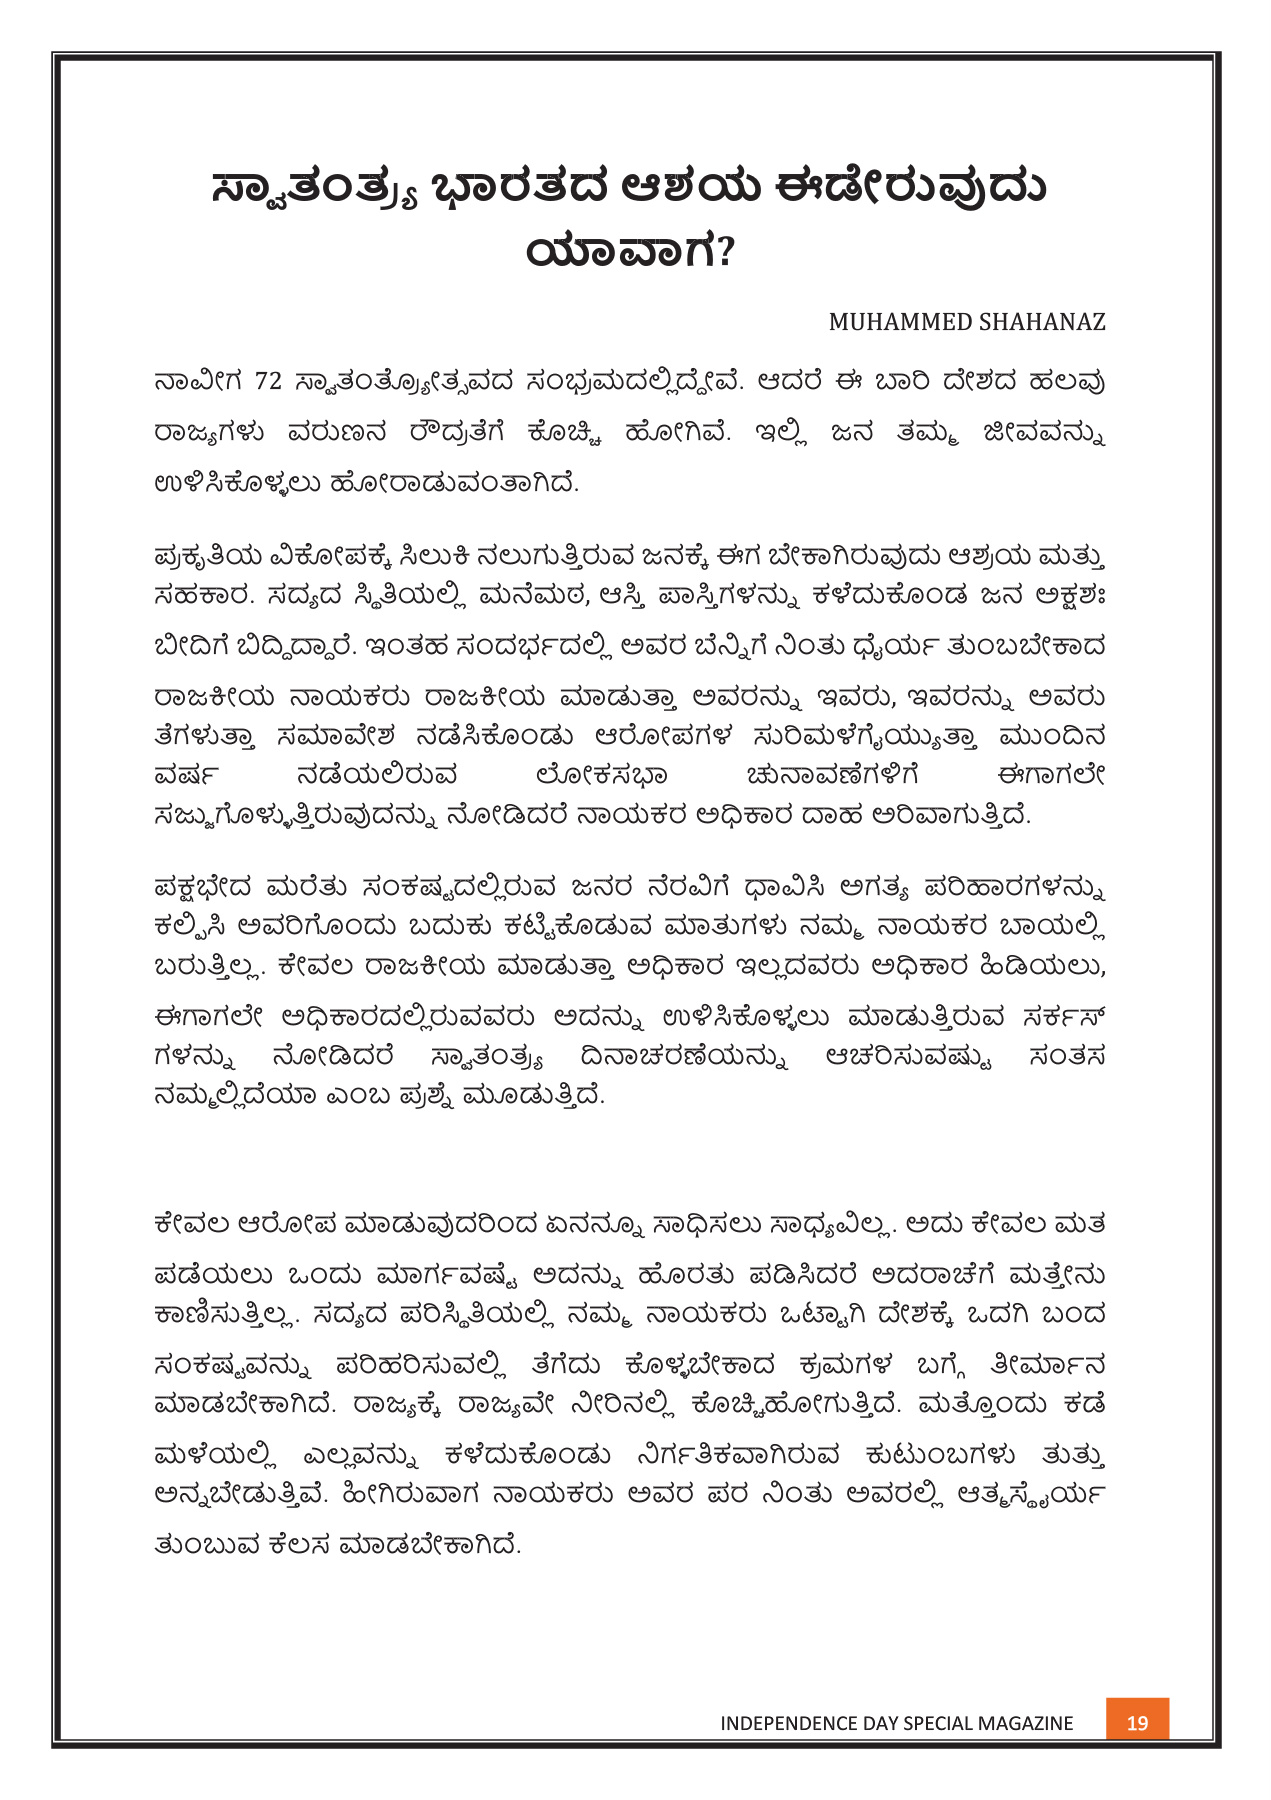 ಸ್ವಾತಂತ್ರ್ಯ ಭಾರತದ ಆಶಯ ಈಡೇರುವುದು
ಯಾವಾಗ?
MUHAMMED SHAHANAZ
ನಾವೀಗ 72 ಸ್ವಾತಂತ್ರ್ಯೋತ್ಸವದ ಸಂಭ್ರಮದಲ್ಲಿದ್ದೇವೆ. ಆದರೆ ಈ ಬಾರಿ ದೇಶದ ಹಲವು
ರಾಜ್ಯಗಳು ವರುಣನ ರೌದ್ರತೆಗೆ ಕೊಚ್ಚಿ ಹೋಗಿವೆ. ಇಲ್ಲಿ ಜನ ತಮ್ಮ ಜೀವವನ್ನು
ಉಳಿಸಿಕೊಳ್ಳಲು ಹೋರಾಡುವಂತಾಗಿದೆ.
ಪ್ರಕೃತಿಯ ವಿಕೋಪಕ್ಕೆ ಸಿಲುಕಿ ನಲುಗುತ್ತಿರುವ ಜನಕ್ಕೆ ಈಗ ಬೇಕಾಗಿರುವುದು ಆಶ್ರಯ ಮತ್ತು
ಸಹಕಾರ. ಸದ್ಯದ ಸ್ಥಿತಿಯಲ್ಲಿ ಮನೆಮಠ, ಆಸ್ತಿ ಪಾಸ್ತಿಗಳನ್ನು ಕಳೆದುಕೊಂಡ ಜನ ಅಕ್ಷಶಃ
ಬೀದಿಗೆ ಬಿದ್ದಿದ್ದಾರೆ. ಇಂತಹ ಸಂದರ್ಭದಲ್ಲಿ ಅವರ ಬೆನ್ನಿಗೆ ನಿಂತು ಧೈರ್ಯ ತುಂಬಬೇಕಾದ
ರಾಜಕೀಯ ನಾಯಕರು ರಾಜಕೀಯ ಮಾಡುತ್ತಾ ಅವರನ್ನು ಇವರು, ಇವರನ್ನು ಅವರು
ತೆಗಳುತ್ತಾ ಸಮಾವೇಶ ನಡೆಸಿಕೊಂಡು ಆರೋಪಗಳ ಸುರಿಮಳೆಗೈಯ್ಯುತ್ತಾ ಮುಂದಿನ
ವರ್ಷ ನಡೆಯಲಿರುವ ಲೋಕಸಭಾ ಚುನಾವಣೆಗಳಿಗೆ ಈಗಾಗಲೇ
ಸಜ್ಜುಗೊಳ್ಳುತ್ತಿರುವುದನ್ನು ನೋಡಿದರೆ ನಾಯಕರ ಅಧಿಕಾರ ದಾಹ ಅರಿವಾಗುತ್ತಿದೆ.
ಪಕ್ಷಭೇದ ಮರೆತು ಸಂಕಷ್ಟದಲ್ಲಿರುವ ಜನರ ನೆರವಿಗೆ ಧಾವಿಸಿ ಅಗತ್ಯ ಪರಿಹಾರಗಳನ್ನು
ಕಲ್ಪಿಸಿ ಅವರಿಗೊಂದು ಬದುಕು ಕಟ್ಟಿಕೊಡುವ ಮಾತುಗಳು ನಮ್ಮ ನಾಯಕರ ಬಾಯಲ್ಲಿ
ಬರುತ್ತಿಲ್ಲ. ಕೇವಲ ರಾಜಕೀಯ ಮಾಡುತ್ತಾ ಅಧಿಕಾರ ಇಲ್ಲದವರು ಅಧಿಕಾರ ಹಿಡಿಯಲು,
ಈಗಾಗಲೇ ಅಧಿಕಾರದಲ್ಲಿರುವವರು ಅದನ್ನು ಉಳಿಸಿಕೊಳ್ಳಲು ಮಾಡುತ್ತಿರುವ ಸರ್ಕಸ್
ಗಳನ್ನು ನೋಡಿದರೆ ಸ್ವಾತಂತ್ರ್ಯ ದಿನಾಚರಣೆಯನ್ನು ಆಚರಿಸುವಷ್ಟು ಸಂತಸ
ನಮ್ಮಲ್ಲಿದೆಯಾ ಎಂಬ ಪ್ರಶ್ನೆ ಮೂಡುತ್ತಿದೆ.
ಕೇವಲ ಆರೋಪ ಮಾಡುವುದರಿಂದ ಏನನ್ನೂ ಸಾಧಿಸಲು ಸಾಧ್ಯವಿಲ್ಲ. ಅದು ಕೇವಲ ಮತ
ಪಡೆಯಲು ಒಂದು ಮಾರ್ಗವಷ್ಟೆ ಅದನ್ನು ಹೊರತು ಪಡಿಸಿದರೆ ಅದರಾಚೆಗೆ ಮತ್ತೇನು
ಕಾಣಿಸುತ್ತಿಲ್ಲ. ಸದ್ಯದ ಪರಿಸ್ಥಿತಿಯಲ್ಲಿ ನಮ್ಮ ನಾಯಕರು ಒಟ್ಟಾಗಿ ದೇಶಕ್ಕೆ ಒದಗಿ ಬಂದ
ಸಂಕಷ್ಟವನ್ನು ಪರಿಹರಿಸುವಲ್ಲಿ ತೆಗೆದು ಕೊಳ್ಳಬೇಕಾದ ಕ್ರಮಗಳ ಬಗ್ಗೆ ತೀರ್ಮಾನ
ಮಾಡಬೇಕಾಗಿದೆ. ರಾಜ್ಯಕ್ಕೆ ರಾಜ್ಯವೇ ನೀರಿನಲ್ಲಿ ಕೊಚ್ಚಿಹೋಗುತ್ತಿದೆ. ಮತ್ತೊಂದು ಕಡೆ
ಮಳೆಯಲ್ಲಿ ಎಲ್ಲವನ್ನು ಕಳೆದುಕೊಂಡು ನಿರ್ಗತಿಕವಾಗಿರುವ ಕುಟುಂಬಗಳು ತುತ್ತು
ಅನ್ನಬೇಡುತ್ತಿವೆ. ಹೀಗಿರುವಾಗ ನಾಯಕರು ಅವರ ಪರ ನಿಂತು ಅವರಲ್ಲಿ ಆತ್ಮಸ್ಥೈರ್ಯ
ತುಂಬುವ ಕೆಲಸ ಮಾಡಬೇಕಾಗಿದೆ.
INDEPENDENCE DAY SPECIAL MAGAZINE 19